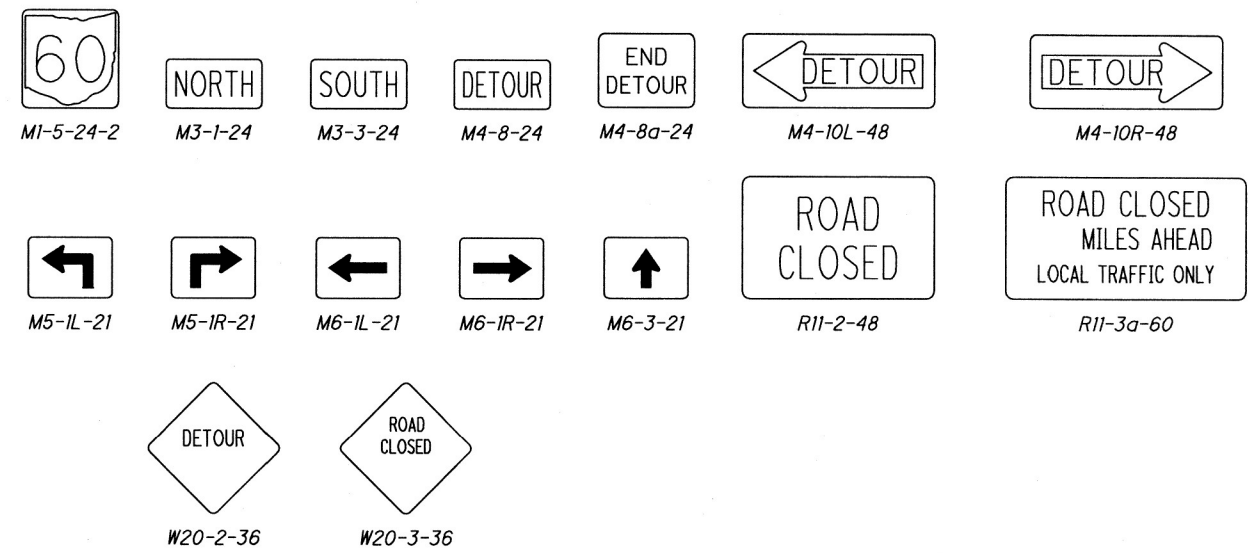 60
M1-5-24-2
NORTH
M3-1-24
SOUTH
M3-3-24
DETOUR
M4-8-24
END
DETOUR
M4-8a-24
DETOUR
M4-10L-48
DETOUR
M4-10R-48
M5-1L-21
M5-1R-21
M6-1L-21
M6-1R-21
M6-3-21
ROAD
CLOSED
R11-2-48
ROAD CLOSED
MILES AHEAD
LOCAL TRAFFIC ONLY
R11-3a-60
DETOUR
W20-2-36
ROAD
CLOSED
W20-3-36